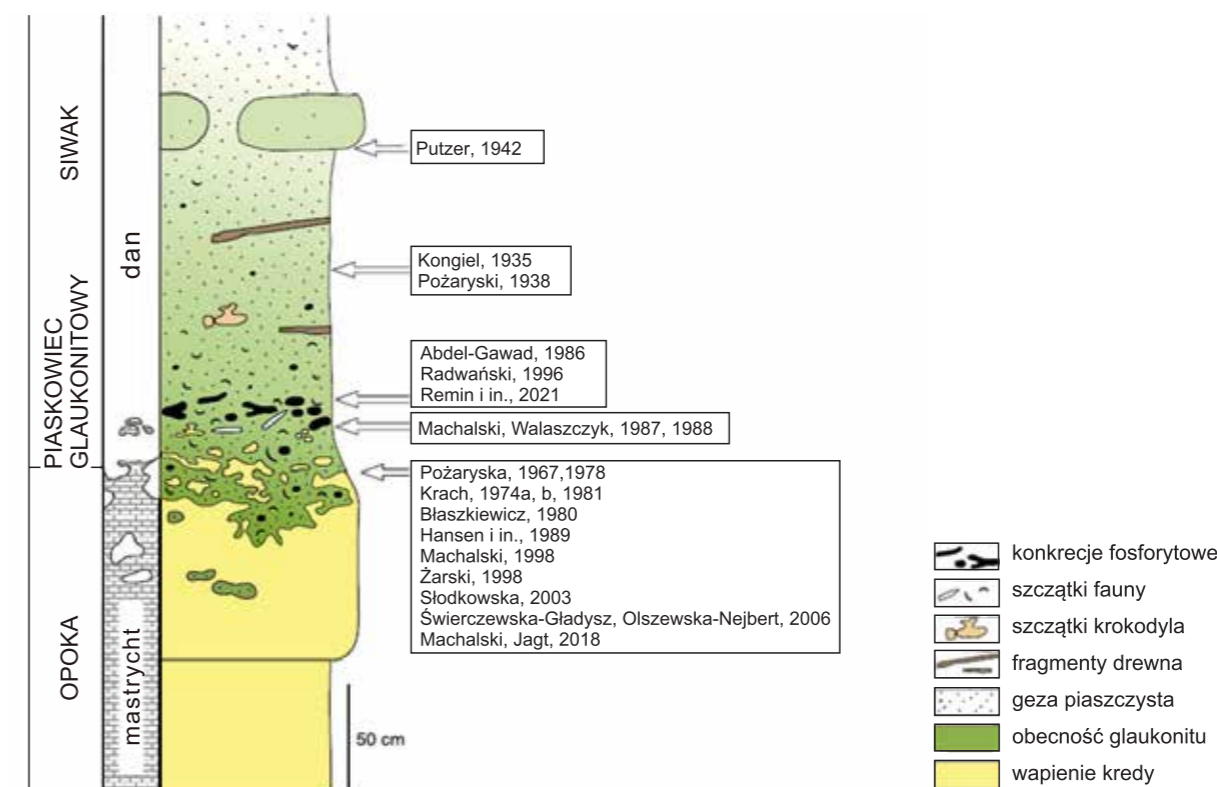 SIWAK
PIASKOWIEC
GLAUKONITOWY
OPOKA
dan
mastrycht
Putzer, 1942
Kongiel, 1935
Pożaryski, 1938
Abdel-Gawad, 1986
Radwański, 1996
Remin i in., 2021
Machalski, Walaszczyk, 1987, 1988
Pożaryska, 1967,1978
Krach, 1974a, b, 1981
Błaszkiewicz, 1980
Hansen i in., 1989
Machalski, 1998
Żarski, 1998
Słodkowska, 2003
Świerczewska-Gładysz, Olszewska-Nejbert, 2006
Machalski, Jagt, 2018
50 cm
konkrecje fosforytowe
szczątki fauny
szczątki krokodyla
fragmenty drewna
geza piaszczysta
obecność glaukonitu
wapienie kredy